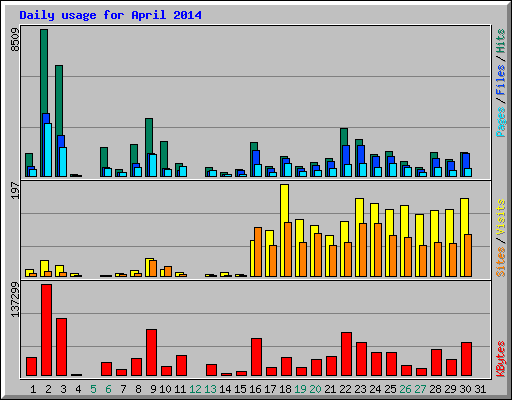 Daily usage for April 2014
8509
Pages / Files / Hits
197
Sites / Visits
137299
KBytes
1 2 3 4 5 6 7 8 9 10 11 12 13 14 15 16 17 18 19 20 21 22 23 24 25 26 27 28 29 30 31